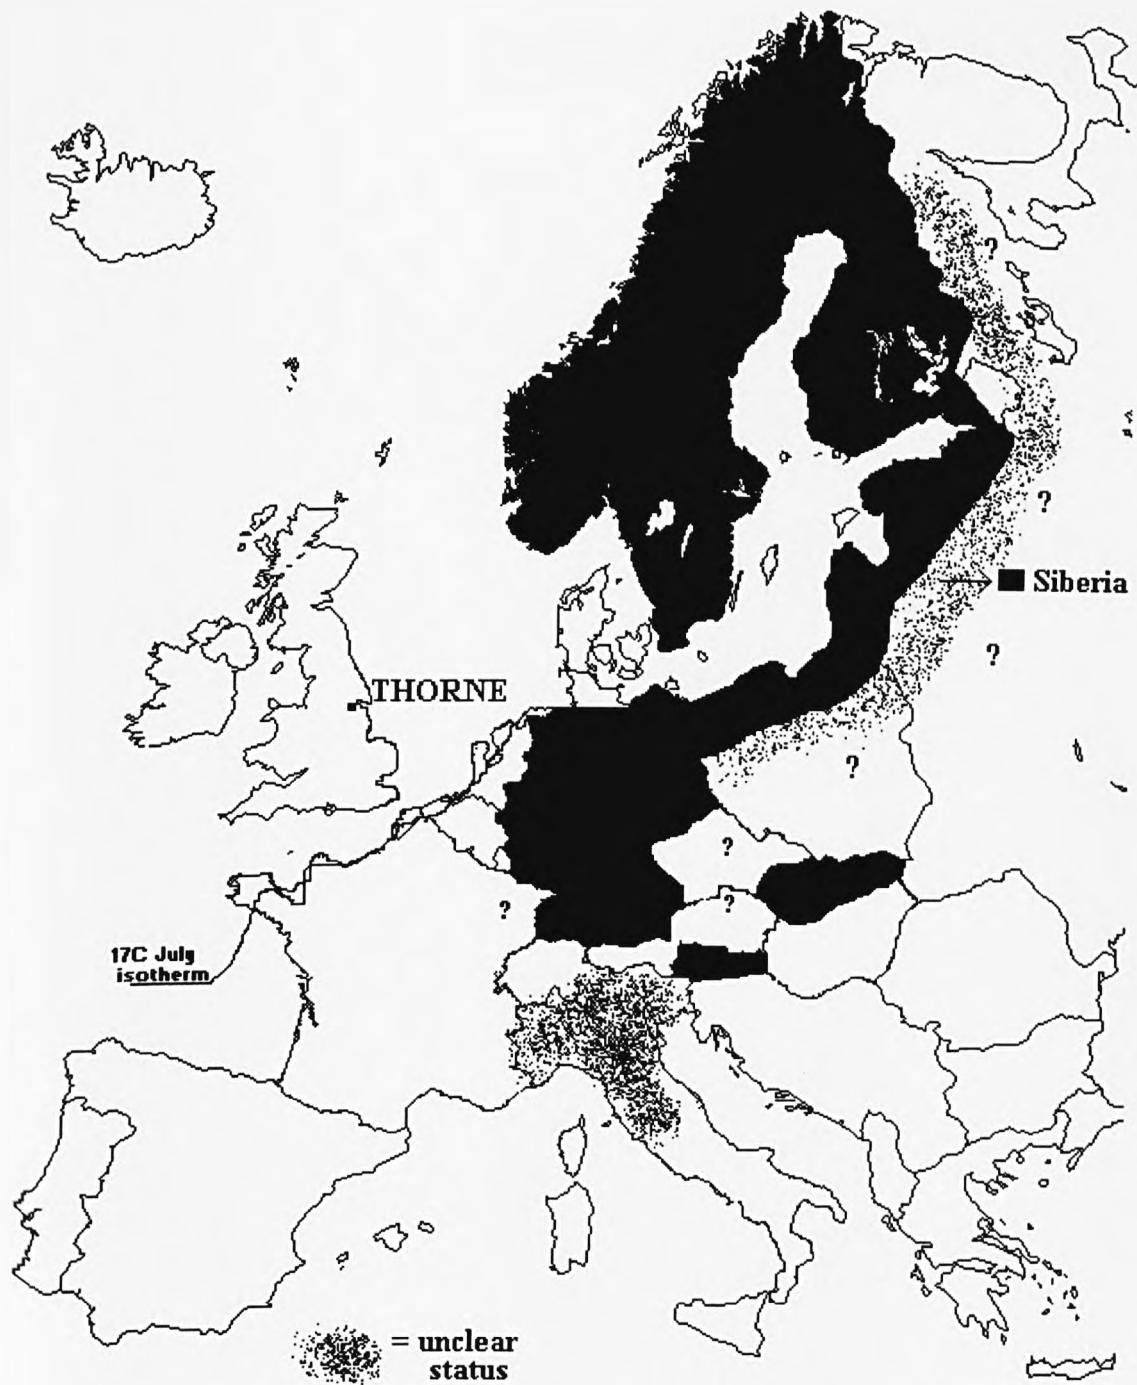 ?
?
Siberia
?
THORNE
?
?
?
?
17C July
isotherm
= unclear
status